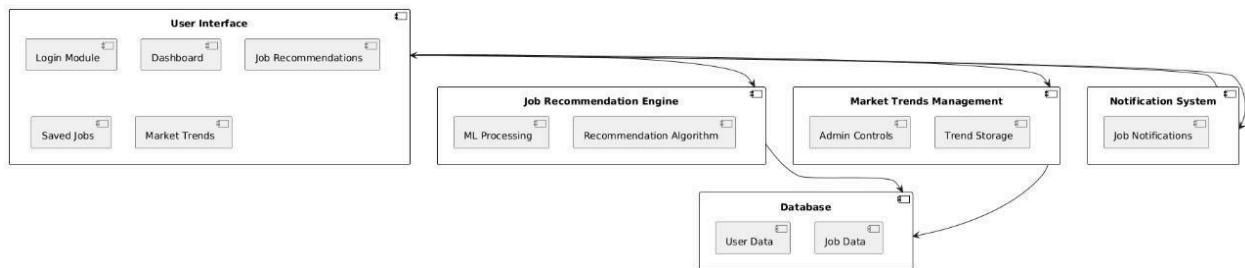 User Interface
Login Module
Dashboard
Job Recommendations
Saved Jobs
Market Trends
Job Recommendation Engine
ML Processing
Recommendation Algorithm
Market Trends Management
Admin Controls
Trend Storage
Notification System
Job Notifications
Database
User Data
Job Data